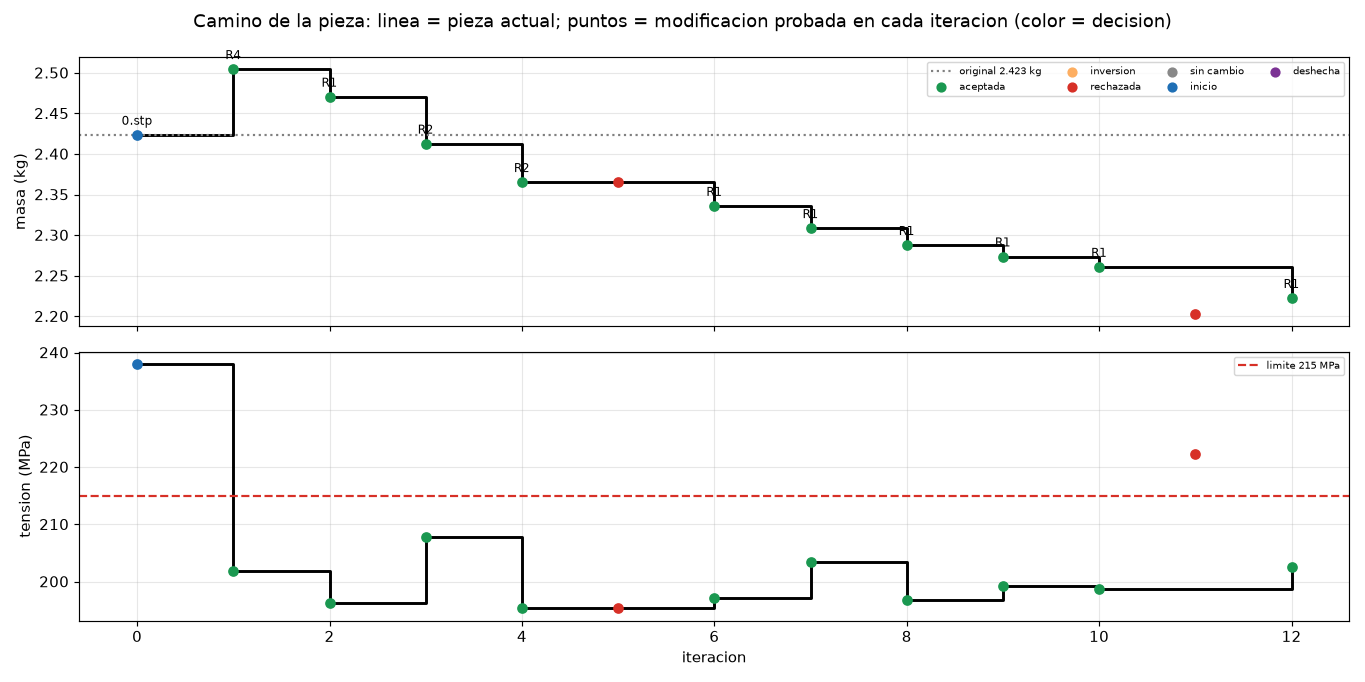 Camino de la pieza: linea = pieza actual; puntos = modificacion probada en cada iteracion (color = decision)
original 2.423 kg
aceptada
inversion
rechazada
sin cambio
inicio
deshecha
masa (kg)
2.50
2.45
2.40
2.35
2.30
2.25
2.20
0.stp
R4
R1
R2
R2
R1
R1
R1
R1
R1
R1
limite 215 MPa
tension (MPa)
240
230
220
210
200
0
2
4
6
8
10
12
iteracion